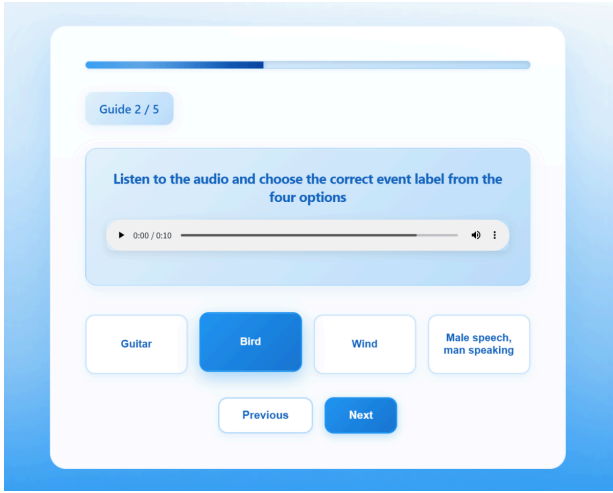 Guide 2 / 5
Listen to the audio and choose the correct event label from the
four options
0:00 / 0:10
Guitar
Bird
Wind
Male speech,
man speaking
Previous
Next